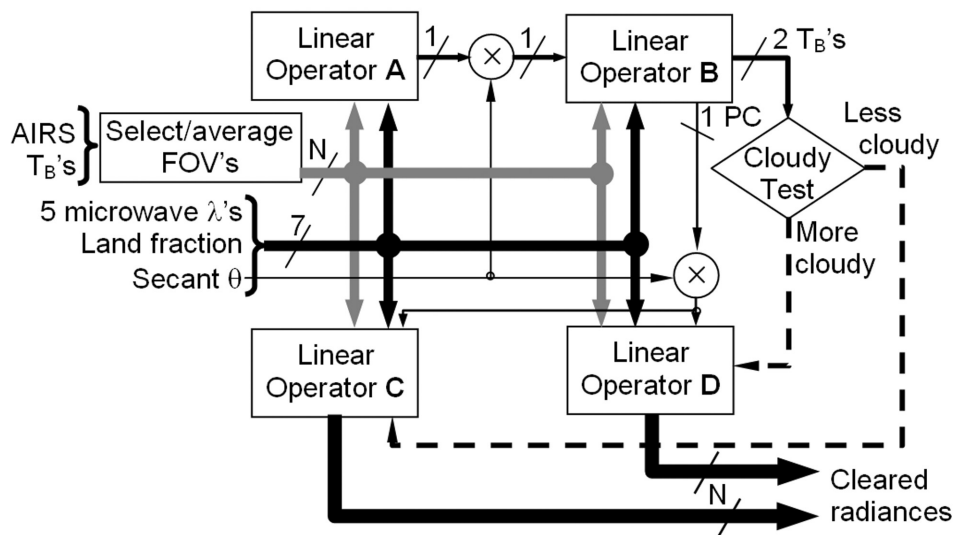 Linear
Operator A
1
×
1
Linear
Operator B
2 TB's
AIRS
TB's
Select/average
FOV's
N
1 PC
Less
cloudy
Cloudy
Test
5 microwave λ's
Land fraction
Secant θ
7
More
cloudy
×
Linear
Operator C
Linear
Operator D
N
Cleared
radiances